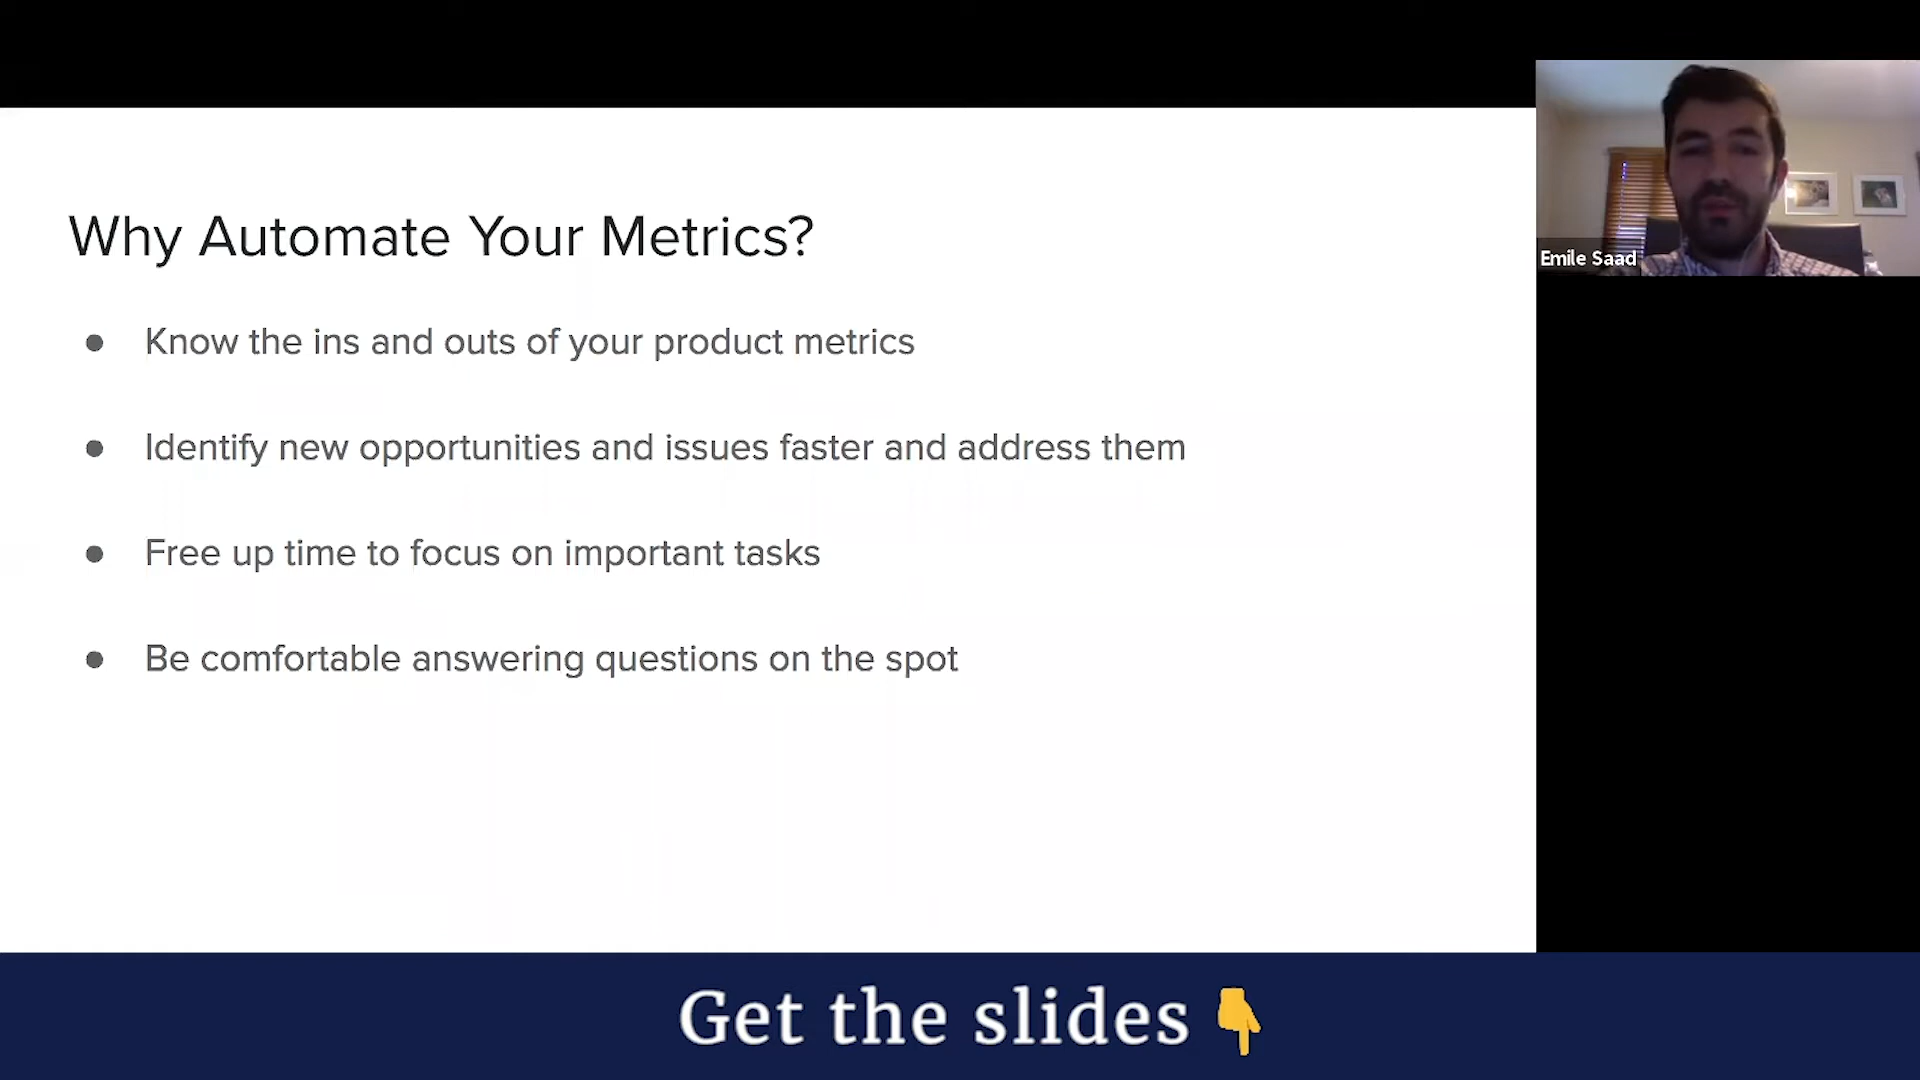 Why Automate Your Metrics?
● Know the ins and outs of your product metrics
● Identify new opportunities and issues faster and address them
● Free up time to focus on important tasks
● Be comfortable answering questions on the spot
Emile Saad
Get the slides 👇